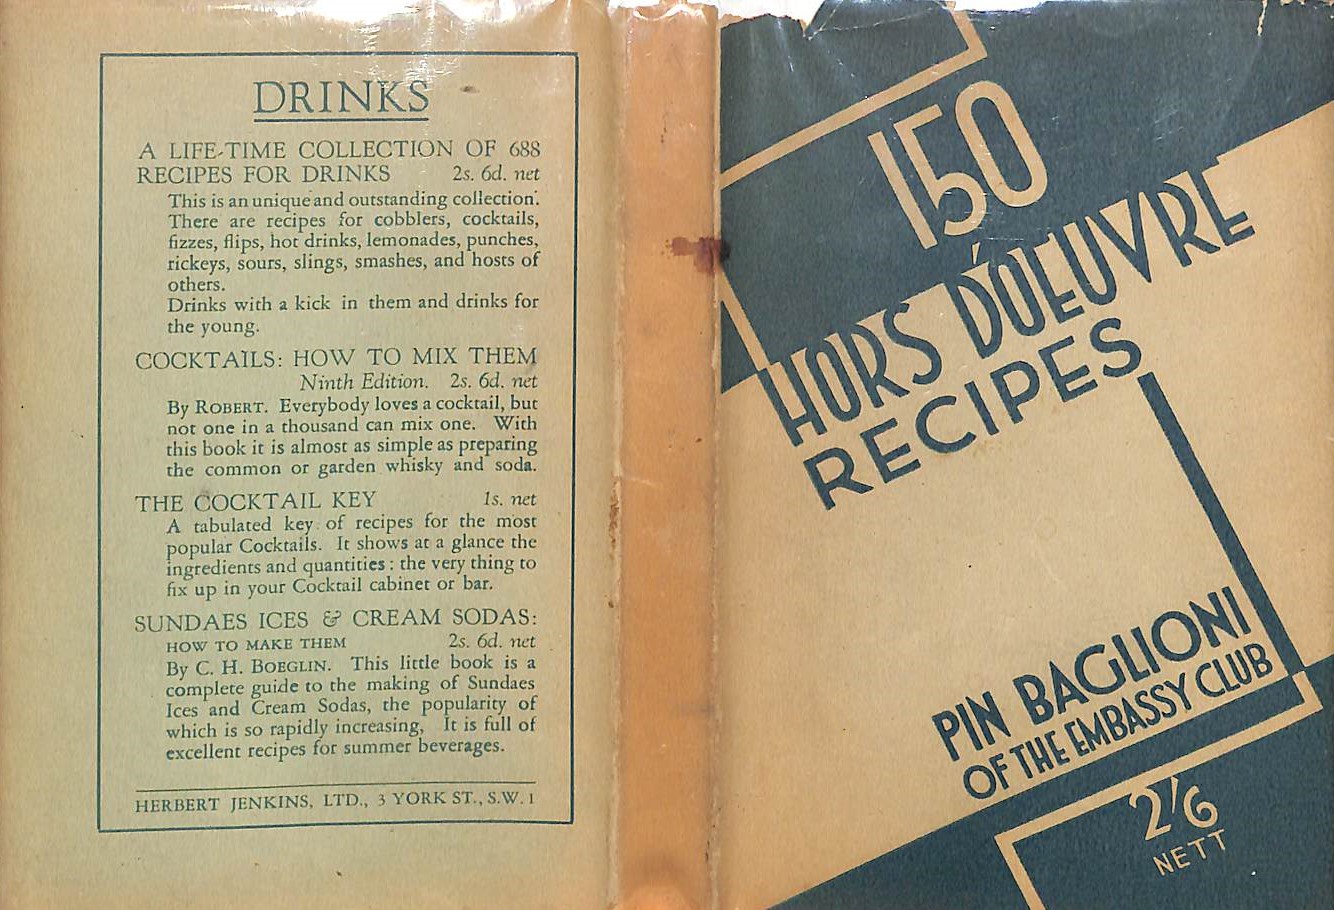 DRINKS
A LIFE-TIME COLLECTION OF 688
RECIPES FOR DRINKS 2s. 6d. net
This is an unique and outstanding collection.
There are recipes for cobblers, cocktails,
fizzes, flips, hot drinks, lemonades, punches,
rickeys, sours, slings, smashes, and hosts of
others.
Drinks with a kick in them and drinks for
the young.
COCKTAILS: HOW TO MIX THEM
Ninth Edition. 2s. 6d. net
By ROBERT. Everybody loves a cocktail, but
not one in a thousand can mix one. With
this book it is almost as simple as preparing
the common or garden whisky and soda.
THE COCKTAIL KEY 1s. net
A tabulated key of recipes for the most
popular Cocktails. It shows at a glance the
ingredients and quantities: the very thing to
fix up in your Cocktail cabinet or bar.
SUNDAES ICES & CREAM SODAS:
HOW TO MAKE THEM 2s. 6d. net
By C. H. BOEGLIN. This little book is a
complete guide to the making of Sundaes
Ices and Cream Sodas, the popularity of
which is so rapidly increasing, It is full of
excellent recipes for summer beverages.
HERBERT JENKINS, LTD., 3 YORK ST., S.W.1
150
HORS D'OEUVRE
RECIPES
PIN BAGLIONI
OF THE EMBASSY CLUB
2'6
NETT